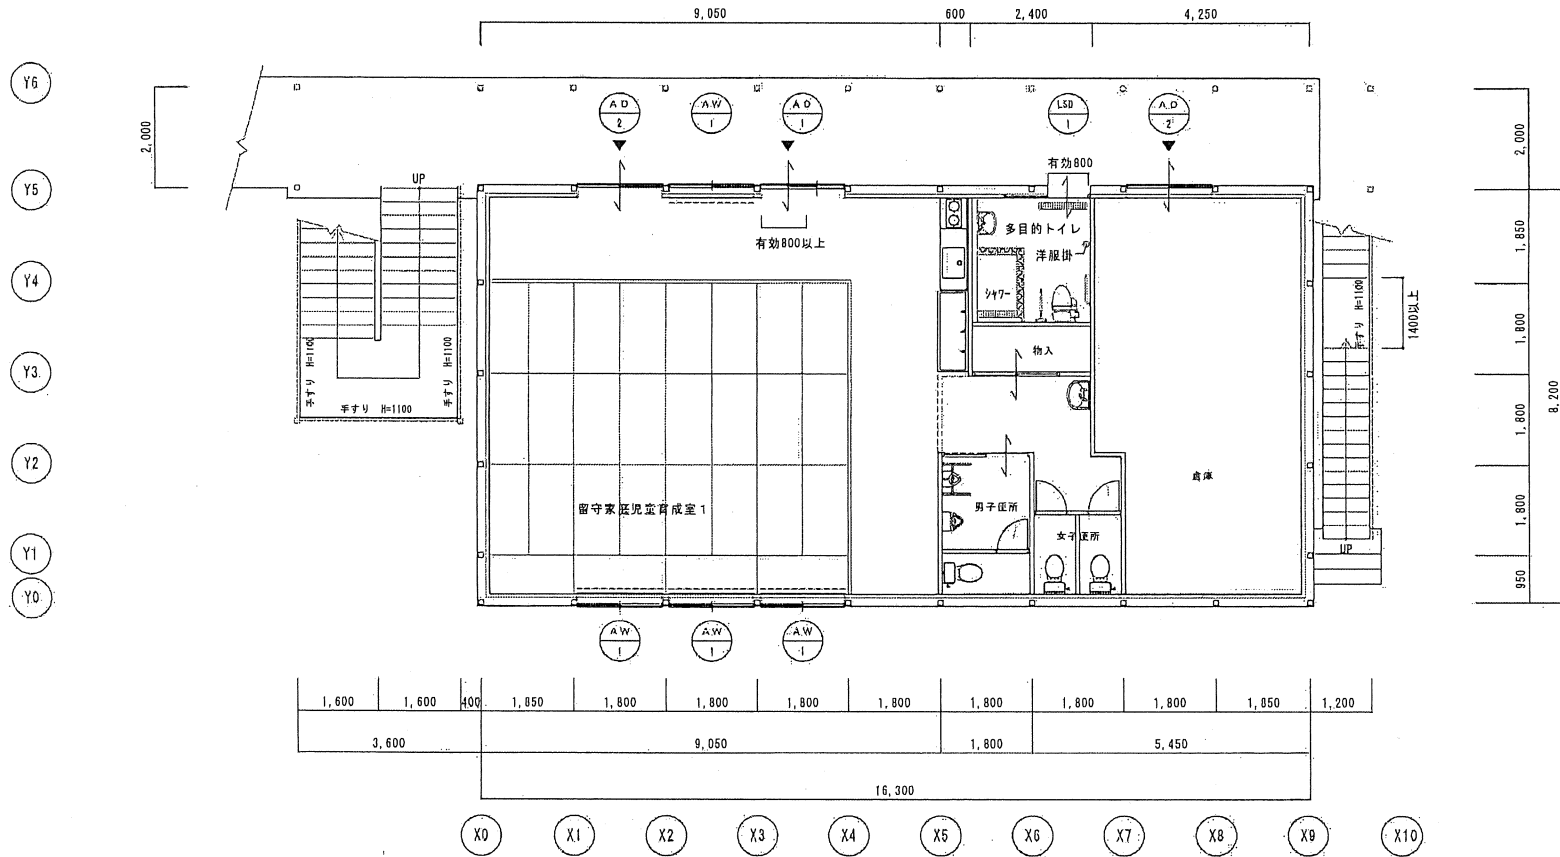 9,050
600
2,400
4,250
Y6
AD
2
AW
1
AD
1
LSD
1
AD
2
2,000
2,000
有効800
Y5
UP
有効800以上
多目的トイレ
洋服掛
1,850
Y4
シャワー
手すり H=1100
1400以上
1,800
物入
手すり H=1100
手すり H=1100
手すり H=1100
Y3
8,200
1,800
Y2
倉庫
留守家庭児童育成室1
男子便所
女子便所
1,800
Y1
UP
950
Y0
AW
1
AW
1
AW
1
1,600
1,600
400
1,850
1,800
1,800
1,800
1,800
1,800
1,800
1,800
1,850
1,200
3,600
9,050
1,800
5,450
16,300
X0
X1
X2
X3
X4
X5
X6
X7
X8
X9
X10